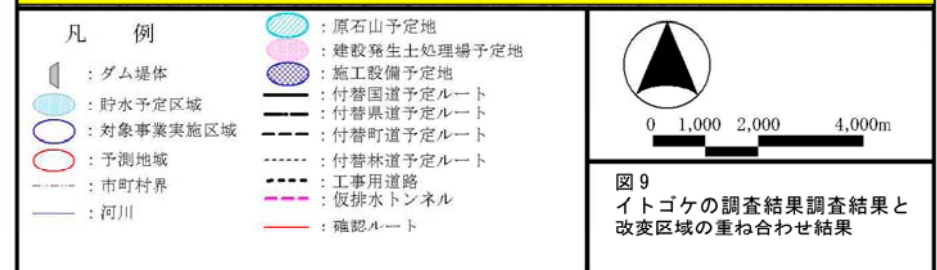 凡 例
：ダム堤体
：貯水予定区域
：対象事業実施区域
：予測地域
：市町村界
：河川
：原石山予定地
：建設発生土処理場予定地
：施工設備予定地
：付替国道予定ルート
：付替県道予定ルート
：付替町道予定ルート
：付替林道予定ルート
：工事用道路
：仮排水トンネル
：確認ルート
0 1,000 2,000 4,000m
図9
イトゴケの調査結果調査結果と
改変区域の重ね合わせ結果